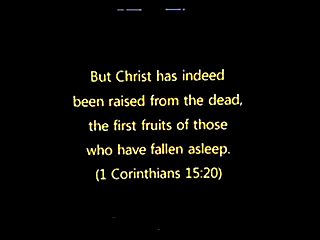 But Christ has indeed
been raised from the dead,
the first fruits of those
who have fallen asleep.
(1 Corinthians 15:20)